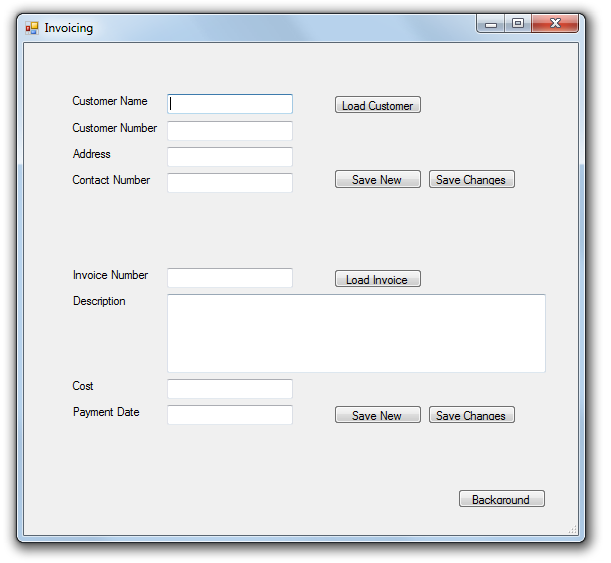 Invoicing
Customer Name
Load Customer
Customer Number
Address
Contact Number
Save New
Save Changes
Invoice Number
Load Invoice
Description
Cost
Payment Date
Save New
Save Changes
Background